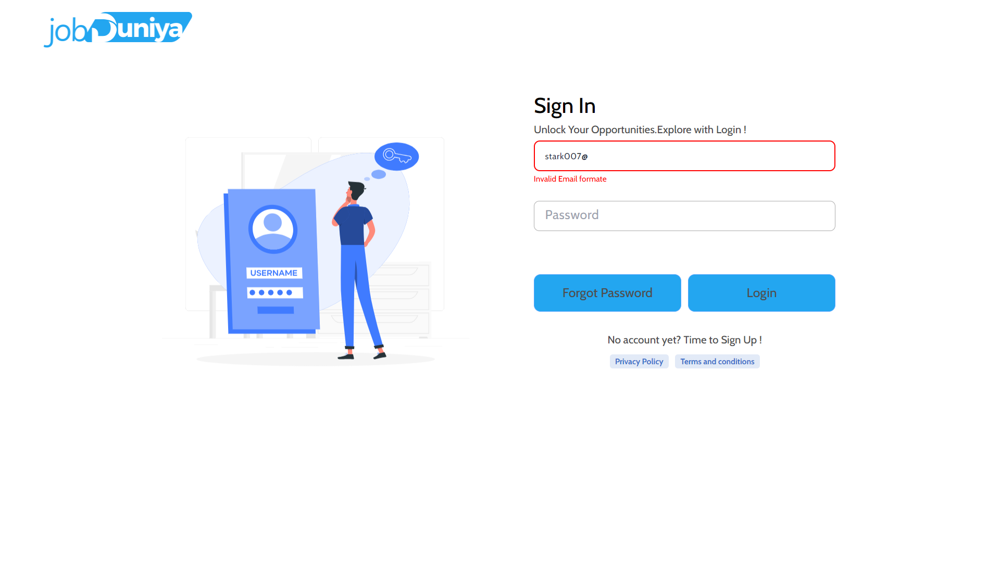 jobDuniya
Sign In
Unlock Your Opportunities.Explore with Login !
stark007@
Invalid Email formate
Password
USERNAME
Forgot Password
Login
No account yet? Time to Sign Up !
Privacy Policy
Terms and conditions